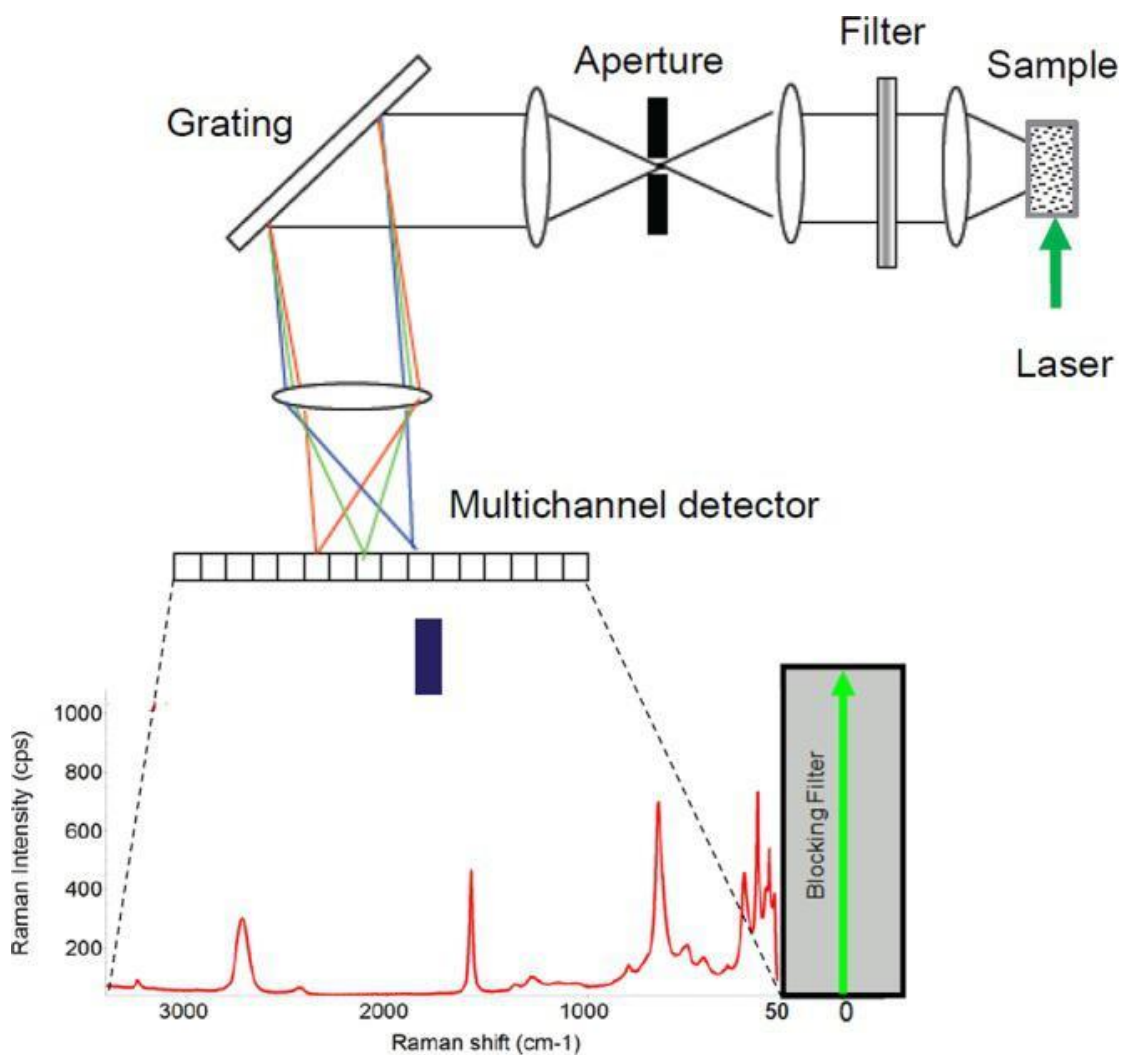 Filter
Aperture
Sample
Grating
Laser
Multichannel detector
1000
800
600
400
200
Raman Intensity (cps)
Blocking Filter
3000
2000
1000
50
0
Raman shift (cm-1)